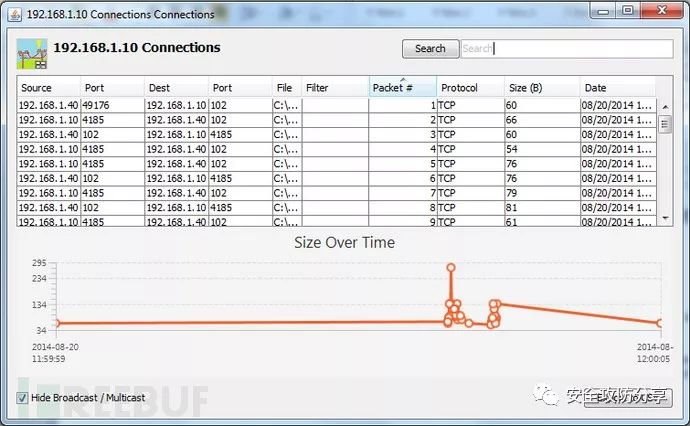 192.168.1.10 Connections Connections
192.168.1.10 Connections Search Search
Source Port Dest Port File Filter Packet # Protocol Size (B) Date
192.168.1.40 49176 192.168.1.10 102 C:\... 1 TCP 60 08/20/2014 1...
192.168.1.10 4185 192.168.1.40 102 C:\... 2 TCP 66 08/20/2014 1...
192.168.1.40 102 192.168.1.10 4185 C:\... 3 TCP 60 08/20/2014 1...
192.168.1.10 4185 192.168.1.40 102 C:\... 4 TCP 54 08/20/2014 1...
192.168.1.10 4185 192.168.1.40 102 C:\... 5 TCP 76 08/20/2014 1...
192.168.1.40 102 192.168.1.10 4185 C:\... 6 TCP 76 08/20/2014 1...
192.168.1.10 4185 192.168.1.40 102 C:\... 7 TCP 79 08/20/2014 1...
192.168.1.40 102 192.168.1.10 4185 C:\... 8 TCP 81 08/20/2014 1...
192.168.1.10 4185 192.168.1.40 102 C:\... 9 TCP 61 08/20/2014 1...
Size Over Time
295
234
134
34
2014-08-20
11:59:59
2014-08-
12:00:05
Hide Broadcast / Multicast
REEBUF
安全攻防分享